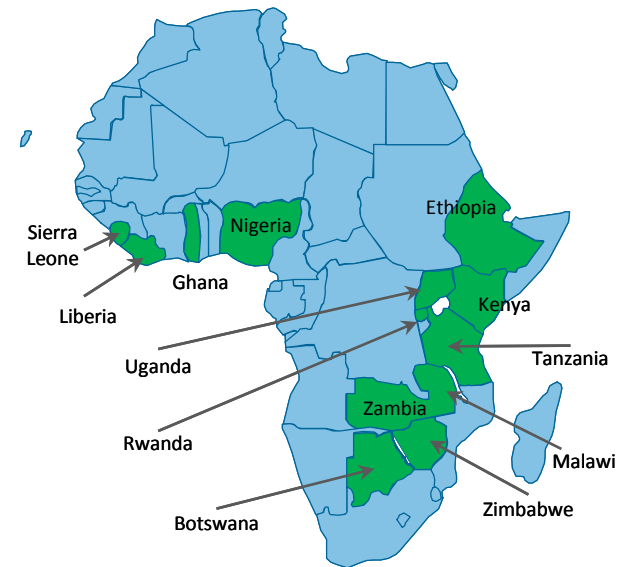 Ethiopia
Nigeria
Sierra
Leone
Ghana
Kenya
Liberia
Uganda
Tanzania
Zambia
Rwanda
Malawi
Zimbabwe
Botswana